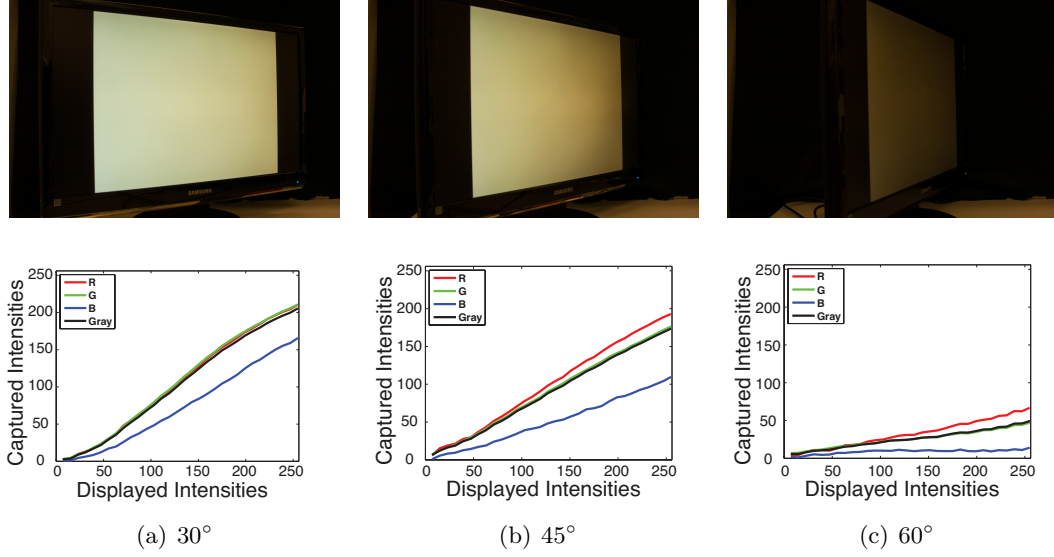 SAMSUNG
250
200
150
100
50
0
Captured Intensities
R
G
B
Gray
0 50 100 150 200 250
Displayed Intensities
(a) 30°
250
200
150
100
50
0
Captured Intensities
R
G
B
Gray
0 50 100 150 200 250
Displayed Intensities
(b) 45°
250
200
150
100
50
0
Captured Intensities
R
G
B
Gray
0 50 100 150 200 250
Displayed Intensities
(c) 60°